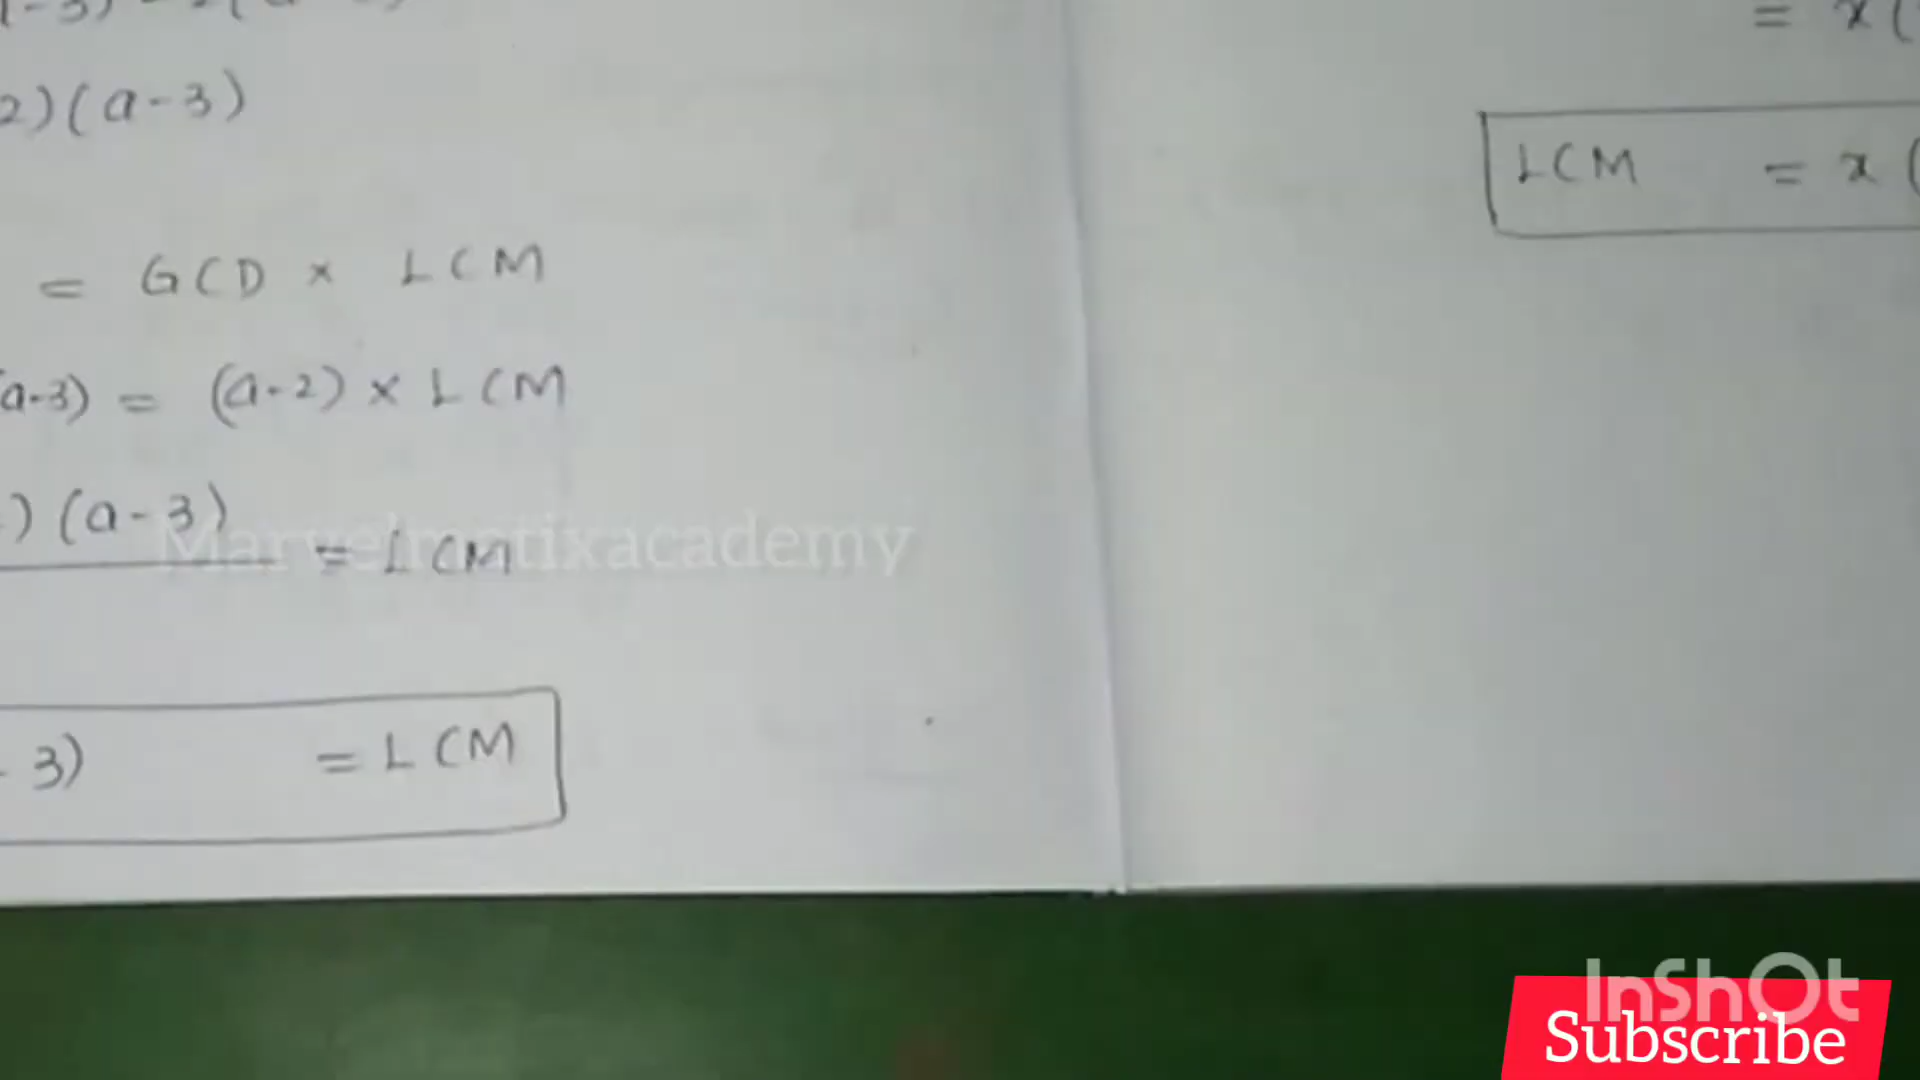 2)(a-3)
= GCD × LCM
(a-3) = (a-2) × LCM
) (a-3)
= LCM
- 3) = LCM
= x (
LCM = x (
Marvelmatixacademy
InShOt
Subscribe